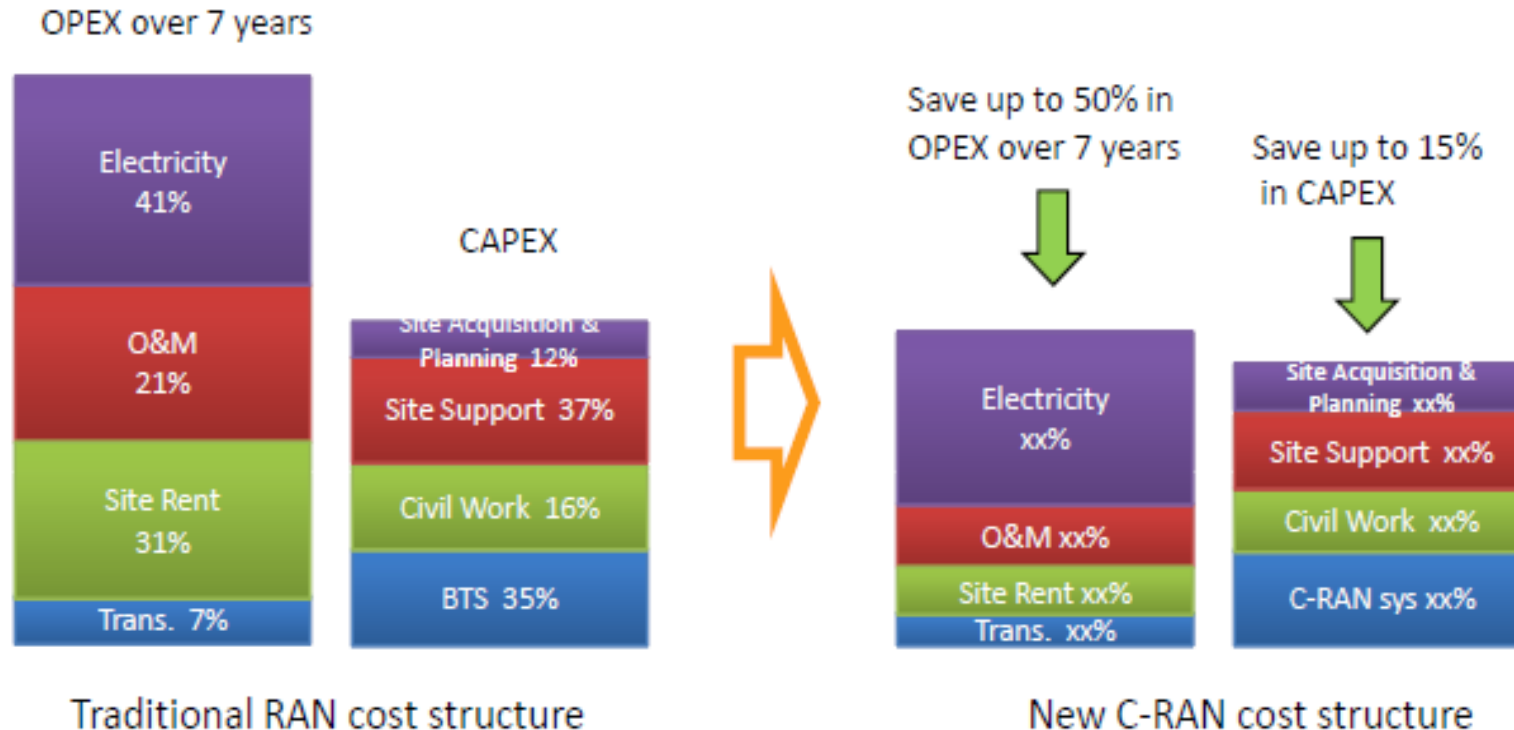 OPEX over 7 years
Electricity
41%
O&M
21%
Site Rent
31%
Trans. 7%
CAPEX
Site Acquisition &
Planning 12%
Site Support 37%
Civil Work 16%
BTS 35%
Traditional RAN cost structure
Save up to 50% in
OPEX over 7 years
Electricity
xx%
O&M xx%
Site Rent xx%
Trans. xx%
Save up to 15%
in CAPEX
Site Acquisition &
Planning xx%
Site Support xx%
Civil Work xx%
C-RAN sys xx%
New C-RAN cost structure